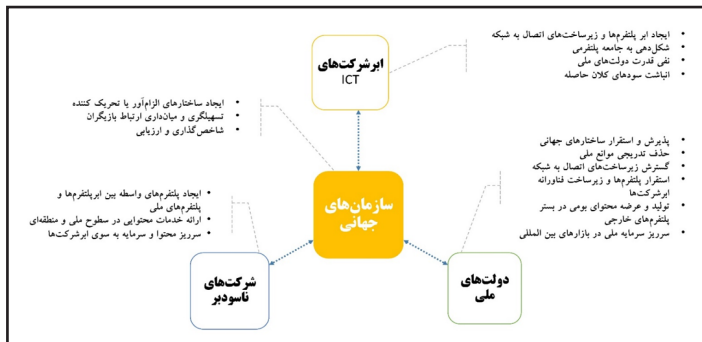 ابرشرکت‌های
ICT
• ایجاد ابر پلتفرم‌ها و زیرساخت‌های اتصال به شبکه
• شکل‌دهی به جامعه پلتفرمی
• نفی قدرت دولت‌های ملی
• انباشت سودهای کلان حاصله
• ایجاد ساختارهای الزام‌آور یا تحریک کننده
• تسهیلگری و میان‌داری ارتباط بازیگران
• شاخص‌گذاری و ارزیابی
سازمان‌های
جهانی
• پذیرش و استقرار ساختارهای جهانی
• حذف تدریجی موانع ملی
• گسترش زیرساخت‌های اتصال به شبکه
• استقرار پلتفرم‌ها و زیرساخت فناورانه
ابرشرکت‌ها
• تولید و عرضه محتوای بومی در بستر
پلتفرم‌های خارجی
• سرریز سرمایه ملی در بازارهای بین المللی
دولت‌های
ملی
• ایجاد پلتفرم‌های واسطه بین ابرپلتفرم‌ها و
پلتفرم‌های ملی
• ارائه خدمات محتوایی در سطوح ملی و منطقه‌ای
• سرریز محتوا و سرمایه به سوی ابرشرکت‌ها
شرکت‌های
ناسودبر